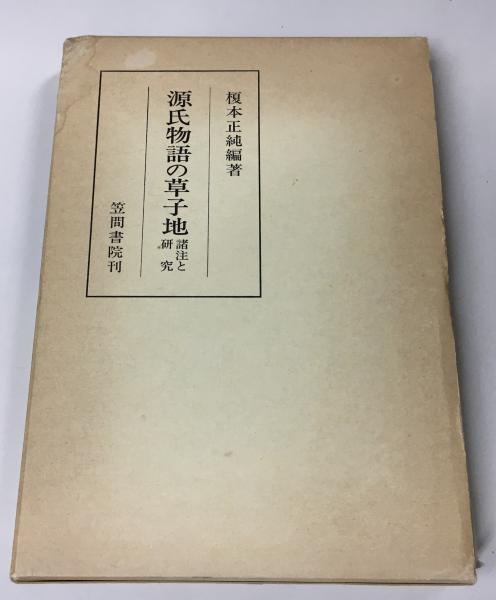 榎本正純編著
源氏物語の草子地 諸注と
研究
笠間書院刊